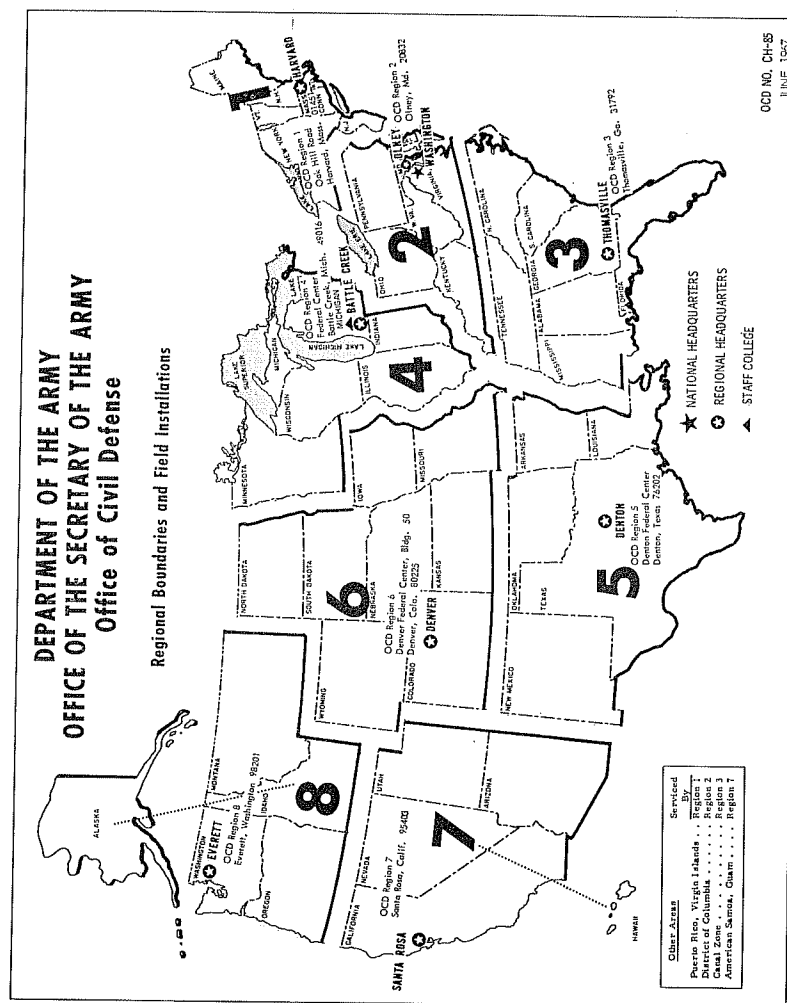 DEPARTMENT OF THE ARMY
OFFICE OF THE SECRETARY OF THE ARMY
Office of Civil Defense
Regional Boundaries and Field Installations
ALASKA
WASHINGTON
EVERETT
OCD Region 8
Everett, Washington 98201
MONTANA
OREGON
IDAHO
8
NORTH DAKOTA
SOUTH DAKOTA
WYOMING
NEBRASKA
IOWA
6
OCD Region 6
Denver Federal Center, Bldg. 50
Denver, Colo. 80225
COLORADO
DENVER
KANSAS
MISSOURI
MINNESOTA
WISCONSIN
LAKE SUPERIOR
MICHIGAN
LAKE MICHIGAN
LAKE
OCD Region 4
Federal Center
Battle Creek, Mich. 49016
MICHIGAN
BATTLE CREEK
ILLINOIS
INDIANA
4
MAINE
VT.
N.H.
MASS
CONN
NEW YORK
N.J.
LAKE
1
HARVARD
OCD Region 1
Oak Hill Road
Harvard, Mass.
01451
PENNSYLVANIA
LAKE ERIE
OHIO
W. VA.
VIRGINIA
KENTUCKY
2
OLNEY
OCD Region 2
Olney, Md. 20832
WASHINGTON
CALIFORNIA
NEVADA
UTAH
ARIZONA
OCD Region 7
Santa Rosa, Calif. 95403
7
SANTA ROSA
HAWAII
NEW MEXICO
OKLAHOMA
TEXAS
ARKANSAS
LOUISIANA
5
DENTON
OCD Region 5
Denton Federal Center
Denton, Texas 76202
TENNESSEE
N. CAROLINA
S. CAROLINA
MISSISSIPPI
ALABAMA
GEORGIA
FLORIDA
3
THOMASVILLE
OCD Region 3
Thomasville, Ga. 31792
NATIONAL HEADQUARTERS
REGIONAL HEADQUARTERS
STAFF COLLEGE
Other Areas Serviced By
Puerto Rico, Virgin Islands . . Region 1
District of Columbia . . . . . . Region 2
Canal Zone . . . . . . . . . . Region 3
American Samoa, Guam . . . . Region 7
OCD NO. CH-85
JUNE 1967